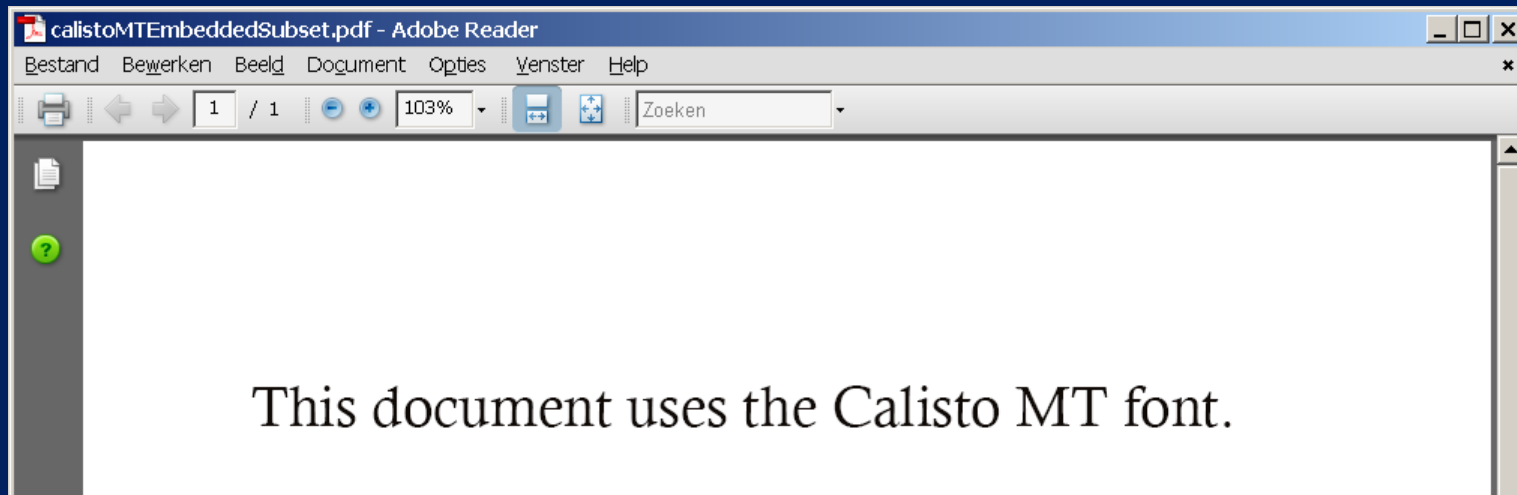 calistoMTEmbeddedSubset.pdf - Adobe Reader
Bestand Bewerken Beeld Document Opties Venster Help
1 / 1 103% Zoeken
This document uses the Calisto MT font.